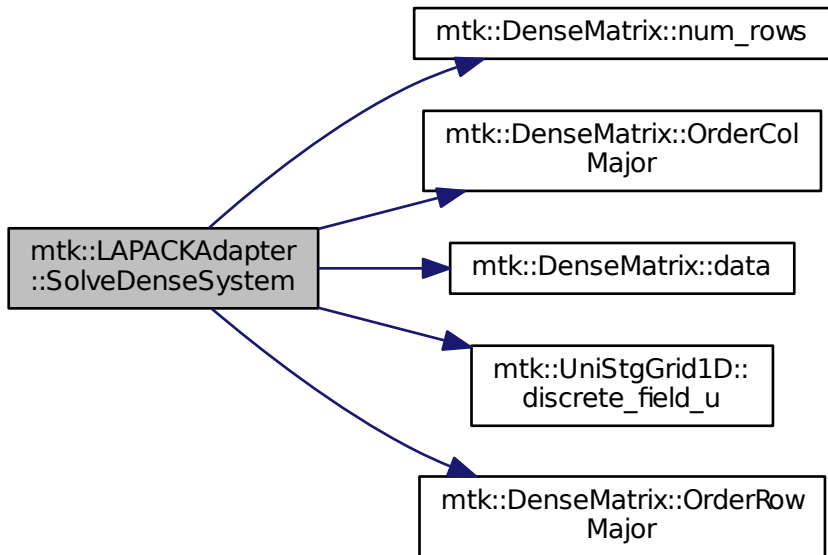 mtk::DenseMatrix::num_rows
mtk::DenseMatrix::OrderCol
Major
mtk::LAPACKAdapter
::SolveDenseSystem
mtk::DenseMatrix::data
mtk::UniStgGrid1D::
discrete_field_u
mtk::DenseMatrix::OrderRow
Major